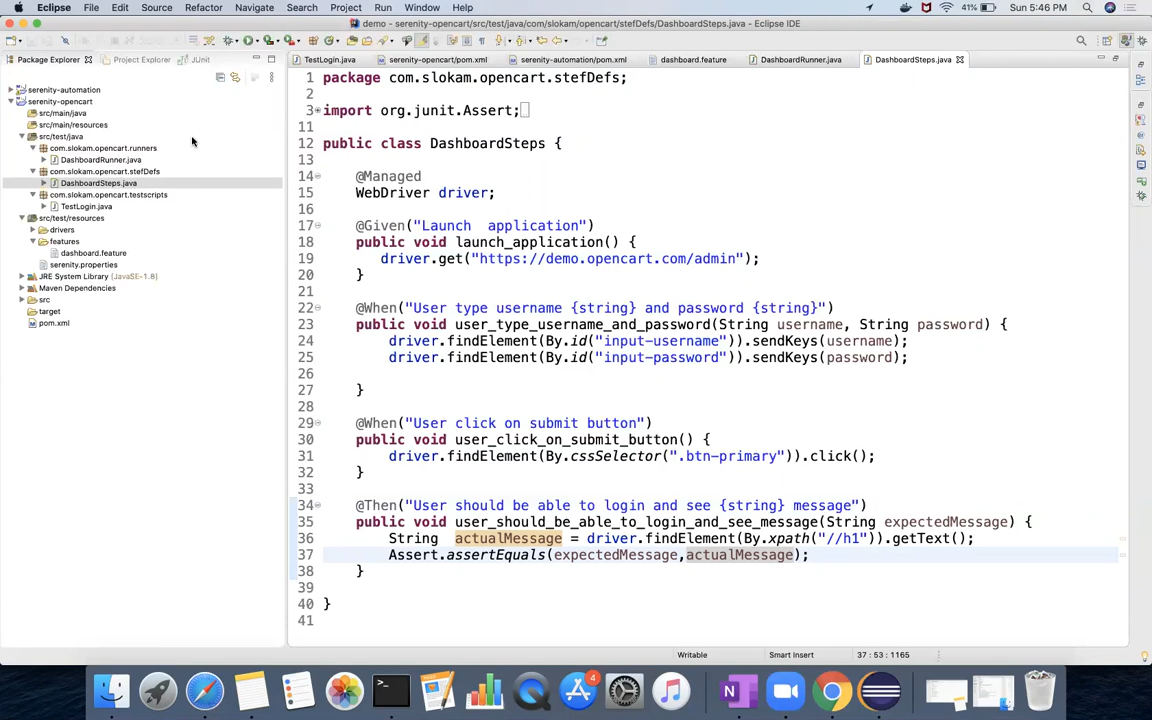 Eclipse File Edit Source Refactor Navigate Search Project Run Window Help 41% Sun 5:46 PM
demo - serenity-opencart/src/test/java/com/slokam/opencart/stefDefs/DashboardSteps.java - Eclipse IDE
Package Explorer Project Explorer JUnit
TestLogin.java serenity-opencart/pom.xml serenity-automation/pom.xml dashboard.feature DashboardRunner.java DashboardSteps.java
serenity-automation
serenity-opencart
src/main/java
src/main/resources
src/test/java
com.slokam.opencart.runners
DashboardRunner.java
com.slokam.opencart.stefDefs
DashboardSteps.java
com.slokam.opencart.testscripts
TestLogin.java
src/test/resources
drivers
features
dashboard.feature
serenity.properties
JRE System Library [JavaSE-1.8]
Maven Dependencies
src
target
pom.xml
1 package com.slokam.opencart.stefDefs;
2
3 import org.junit.Assert;
11
12 public class DashboardSteps {
13
14 @Managed
15 WebDriver driver;
16
17 @Given("Launch  application")
18 public void launch_application() {
19 driver.get("https://demo.opencart.com/admin");
20 }
21
22 @When("User type username {string} and password {string}")
23 public void user_type_username_and_password(String username, String password) {
24 driver.findElement(By.id("input-username")).sendKeys(username);
25 driver.findElement(By.id("input-password")).sendKeys(password);
26
27 }
28
29 @When("User click on submit button")
30 public void user_click_on_submit_button() {
31 driver.findElement(By.cssSelector(".btn-primary")).click();
32 }
33
34 @Then("User should be able to login and see {string} message")
35 public void user_should_be_able_to_login_and_see_message(String expectedMessage) {
36 String  actualMessage = driver.findElement(By.xpath("//h1")).getText();
37 Assert.assertEquals(expectedMessage,actualMessage);
38 }
39
40 }
41
Writable Smart Insert 37 : 53 : 1165
4